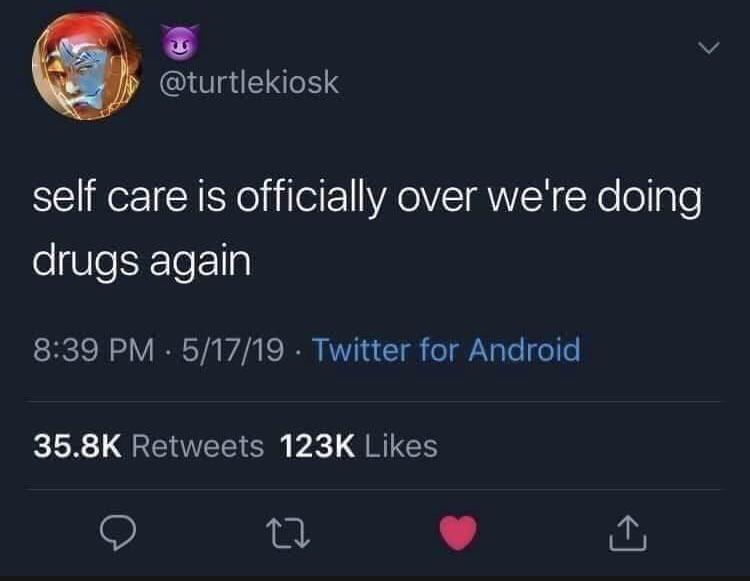 😈
@turtlekiosk
self care is officially over we're doing
drugs again
8:39 PM · 5/17/19 · Twitter for Android
35.8K Retweets 123K Likes